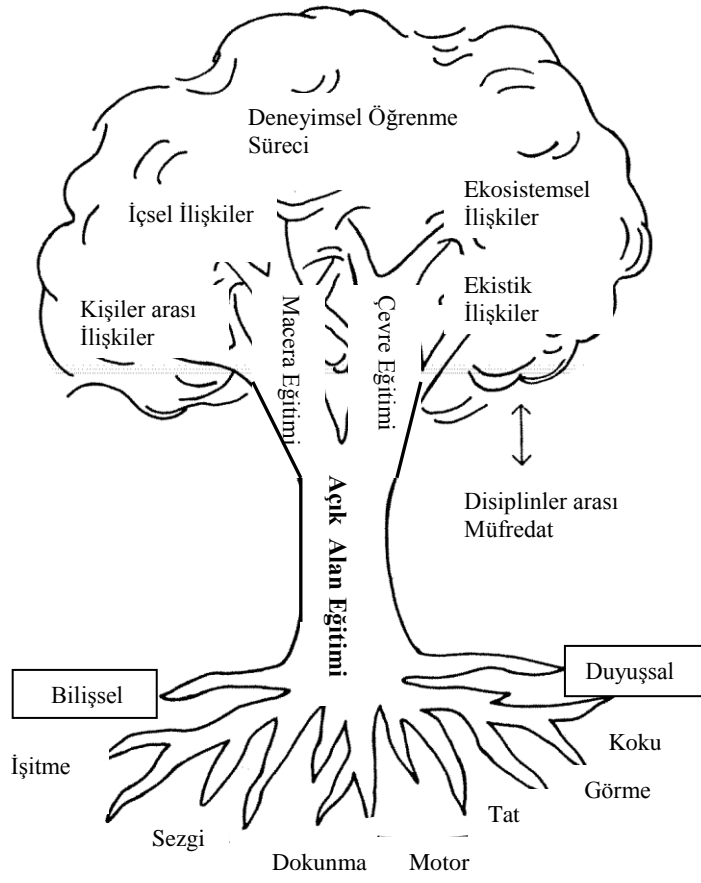 Deneyimsel Öğrenme
Süreci
İçsel İlişkiler
Ekosistemsel
İlişkiler
Kişiler arası
İlişkiler
Ekistik
İlişkiler
Macera Eğitimi
Çevre Eğitimi
Disiplinler arası
Müfredat
Açık Alan Eğitimi
Bilişsel
Duyuşsal
İşitme
Koku
Görme
Sezgi
Tat
Dokunma
Motor